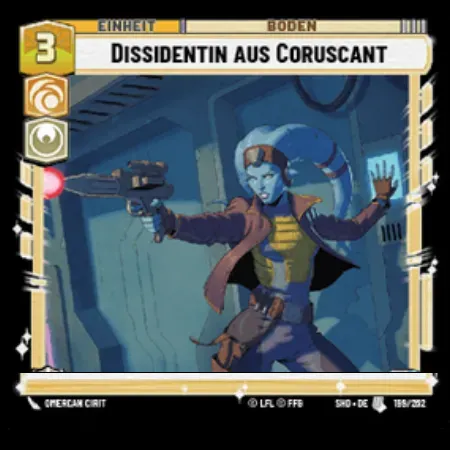 EINHEIT BODEN
3 DISSIDENTIN AUS CORUSCANT
OMERCAN CIRIT © LFL © FFG SHD • DE 199/262